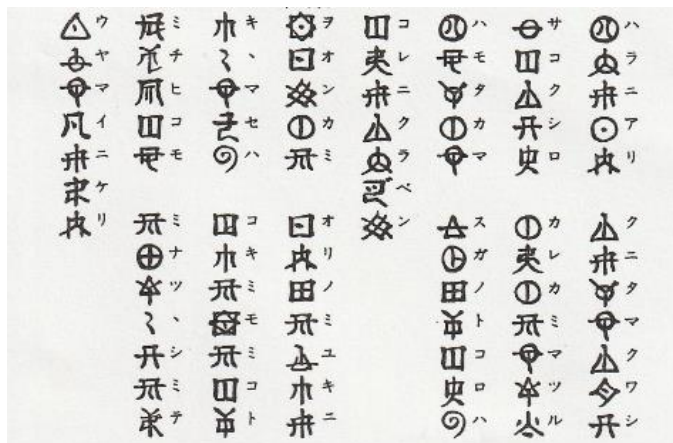 ハラニアリ クニタマクワシ
サコクシロ カレカミマツル
ハモタカマ スガノトコロハ
コレニクラベン
ヲオンカミ オリノミユキニ
キヽマセハ コキミモミコト
ミチヒコモ ミナツヽシミテ
ウヤマイニケリ